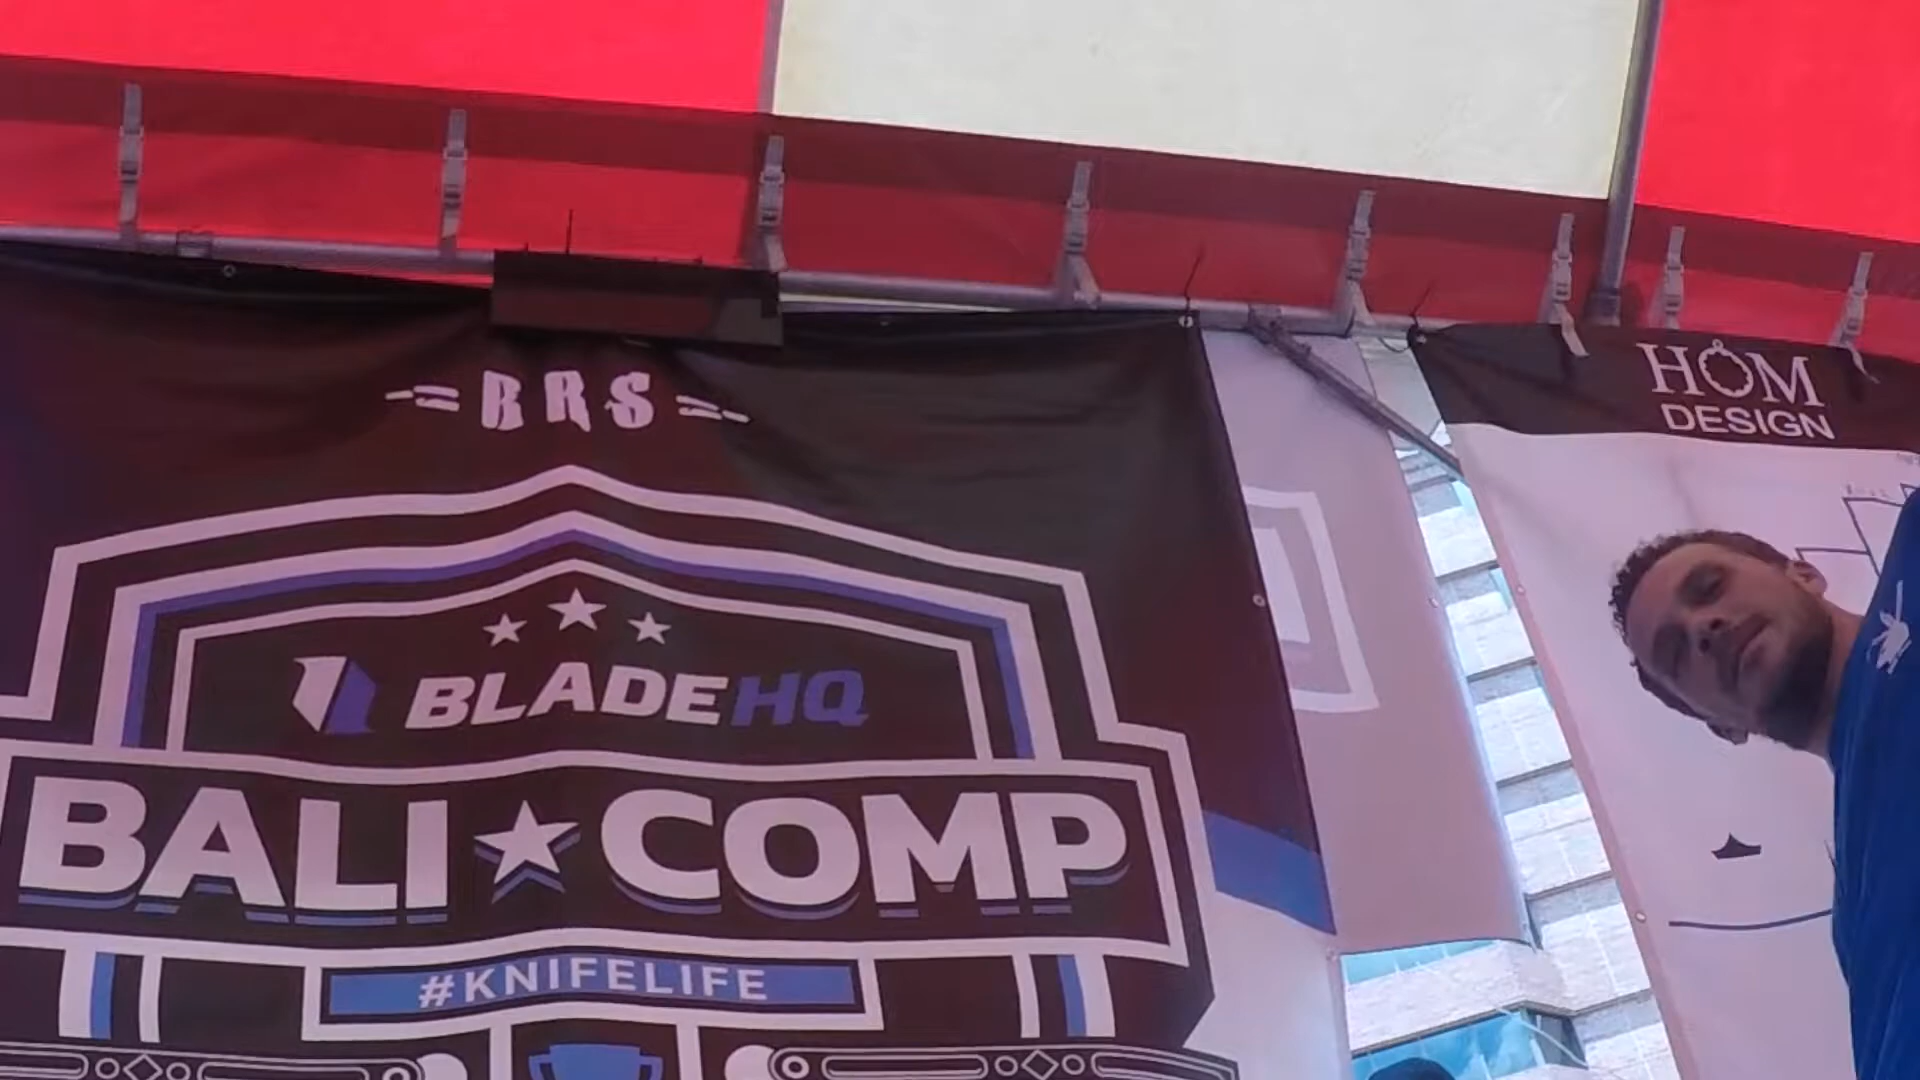 -=BRS=-
HOM
DESIGN
BLADEHQ
BALI★COMP
#KNIFELIFE